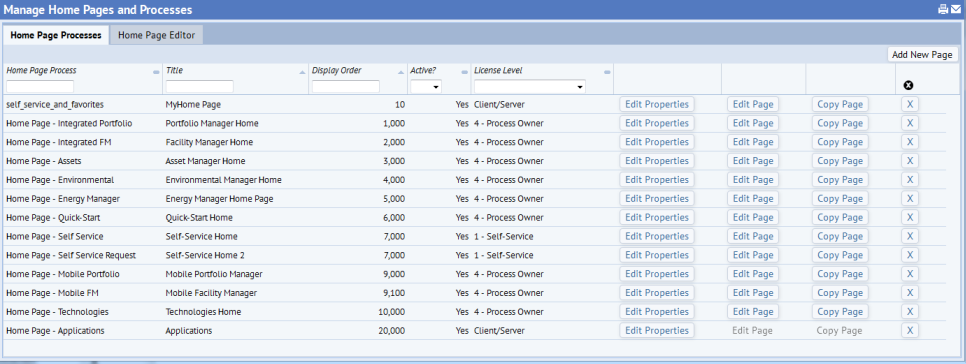 Manage Home Pages and Processes
Home Page Processes Home Page Editor
Add New Page
Home Page Process Title Display Order Active? License Level
self_service_and_favorites MyHome Page 10 Yes Client/Server Edit Properties Edit Page Copy Page X
Home Page - Integrated Portfolio Portfolio Manager Home 1,000 Yes 4 - Process Owner Edit Properties Edit Page Copy Page X
Home Page - Integrated FM Facility Manager Home 2,000 Yes 4 - Process Owner Edit Properties Edit Page Copy Page X
Home Page - Assets Asset Manager Home 3,000 Yes 4 - Process Owner Edit Properties Edit Page Copy Page X
Home Page - Environmental Environmental Manager Home 4,000 Yes 4 - Process Owner Edit Properties Edit Page Copy Page X
Home Page - Energy Manager Energy Manager Home Page 5,000 Yes 4 - Process Owner Edit Properties Edit Page Copy Page X
Home Page - Quick-Start Quick-Start Home 6,000 Yes 4 - Process Owner Edit Properties Edit Page Copy Page X
Home Page - Self Service Self-Service Home 7,000 Yes 1 - Self-Service Edit Properties Edit Page Copy Page X
Home Page - Self Service Request Self-Service Home 2 7,000 Yes 1 - Self-Service Edit Properties Edit Page Copy Page X
Home Page - Mobile Portfolio Mobile Portfolio Manager 9,000 Yes 4 - Process Owner Edit Properties Edit Page Copy Page X
Home Page - Mobile FM Mobile Facility Manager 9,100 Yes 4 - Process Owner Edit Properties Edit Page Copy Page X
Home Page - Technologies Technologies Home 10,000 Yes 4 - Process Owner Edit Properties Edit Page Copy Page X
Home Page - Applications Applications 20,000 Yes Client/Server Edit Properties Edit Page Copy Page X